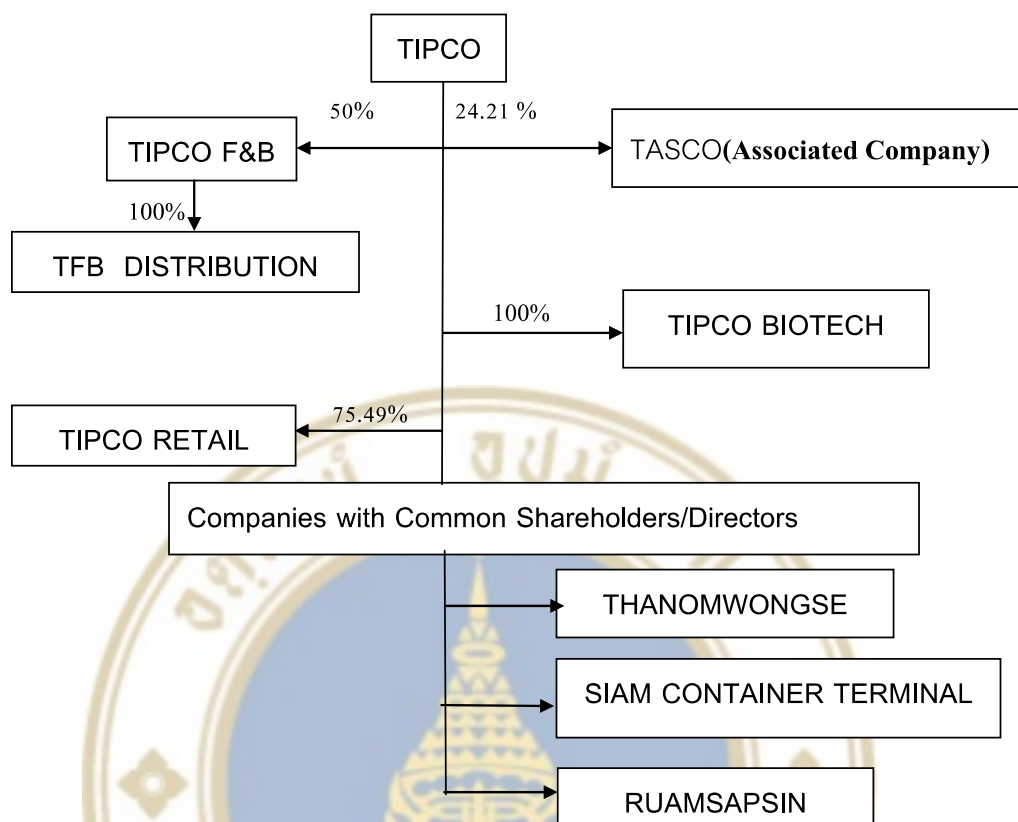 TIPCO
50%
24.21 %
TIPCO F&B
TASCO(Associated Company)
100%
TFB DISTRIBUTION
100%
TIPCO BIOTECH
75.49%
TIPCO RETAIL
Companies with Common Shareholders/Directors
THANOMWONGSE
SIAM CONTAINER TERMINAL
RUAMSAPSIN